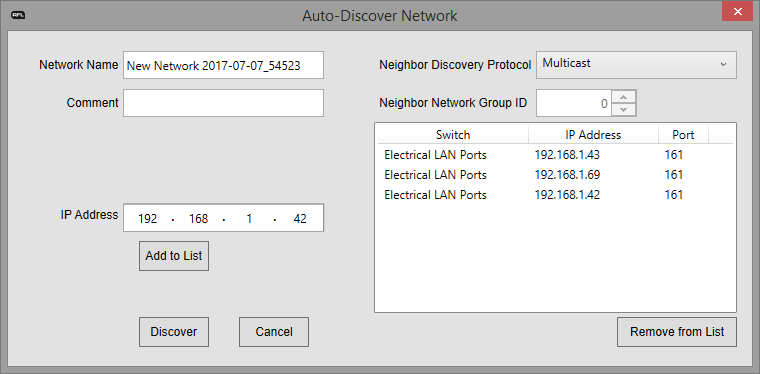 AFL
Auto-Discover Network
Network Name New Network 2017-07-07_54523
Comment
IP Address 192 . 168 . 1 . 42
Add to List
Discover Cancel
Neighbor Discovery Protocol Multicast
Neighbor Network Group ID 0
Switch IP Address Port
Electrical LAN Ports 192.168.1.43 161
Electrical LAN Ports 192.168.1.69 161
Electrical LAN Ports 192.168.1.42 161
Remove from List